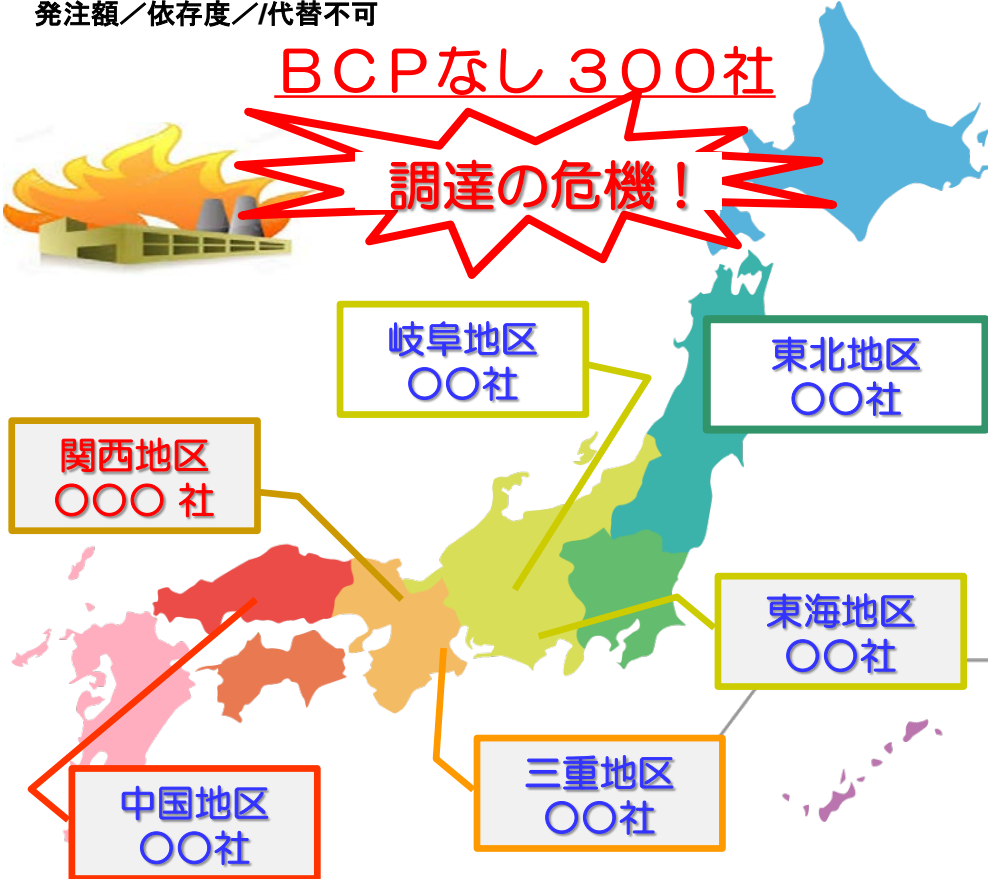 発注額／依存度／/代替不可
ＢＣＰなし ３００社
調達の危機！
岐阜地区
〇〇社
東北地区
〇〇社
関西地区
〇〇〇 社
東海地区
〇〇社
三重地区
〇〇社
中国地区
〇〇社